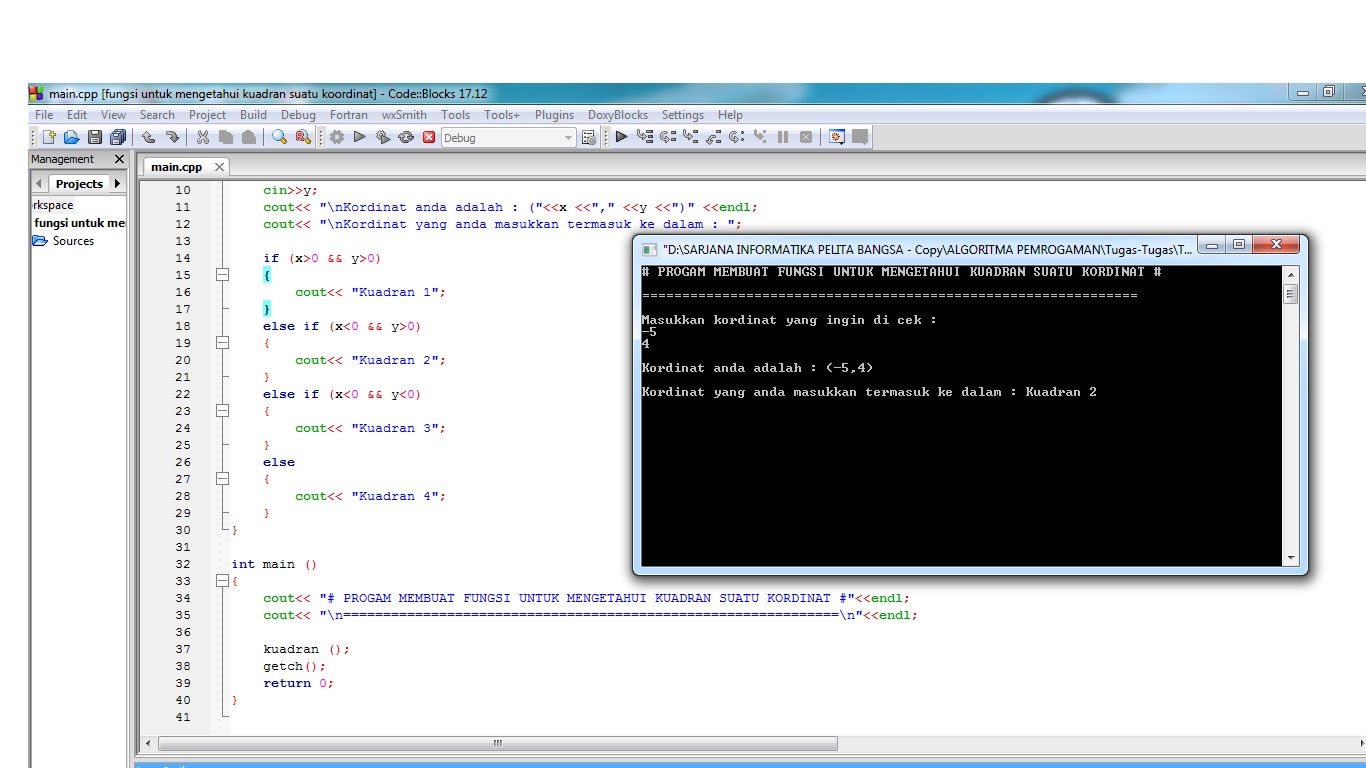 main.cpp [fungsi untuk mengetahui kuadran suatu koordinat] - Code::Blocks 17.12
File Edit View Search Project Build Debug Fortran wxSmith Tools Tools+ Plugins DoxyBlocks Settings Help
Debug
Management
Projects
rkspace
fungsi untuk me
Sources
main.cpp
10 cin>>y;
11 cout<< "\nKordinat anda adalah : ("<<x <<"," <<y <<")" <<endl;
12 cout<< "\nKordinat yang anda masukkan termasuk ke dalam : ";
13
14 if (x>0 && y>0)
15 {
16 cout<< "Kuadran 1";
17 }
18 else if (x<0 && y>0)
19 {
20 cout<< "Kuadran 2";
21 }
22 else if (x<0 && y<0)
23 {
24 cout<< "Kuadran 3";
25 }
26 else
27 {
28 cout<< "Kuadran 4";
29 }
30 }
31
32 int main ()
33 {
34 cout<< "# PROGAM MEMBUAT FUNGSI UNTUK MENGETAHUI KUADRAN SUATU KORDINAT #"<<endl;
35 cout<< "\n==============================================================\n"<<endl;
36
37 kuadran ();
38 getch();
39 return 0;
40 }
41
"D:\SARJANA INFORMATIKA PELITA BANGSA - Copy\ALGORITMA PEMROGAMAN\Tugas-Tugas\T...
# PROGAM MEMBUAT FUNGSI UNTUK MENGETAHUI KUADRAN SUATU KORDINAT #
==============================================================
Masukkan kordinat yang ingin di cek :
-5
4
Kordinat anda adalah : (-5,4)
Kordinat yang anda masukkan termasuk ke dalam : Kuadran 2